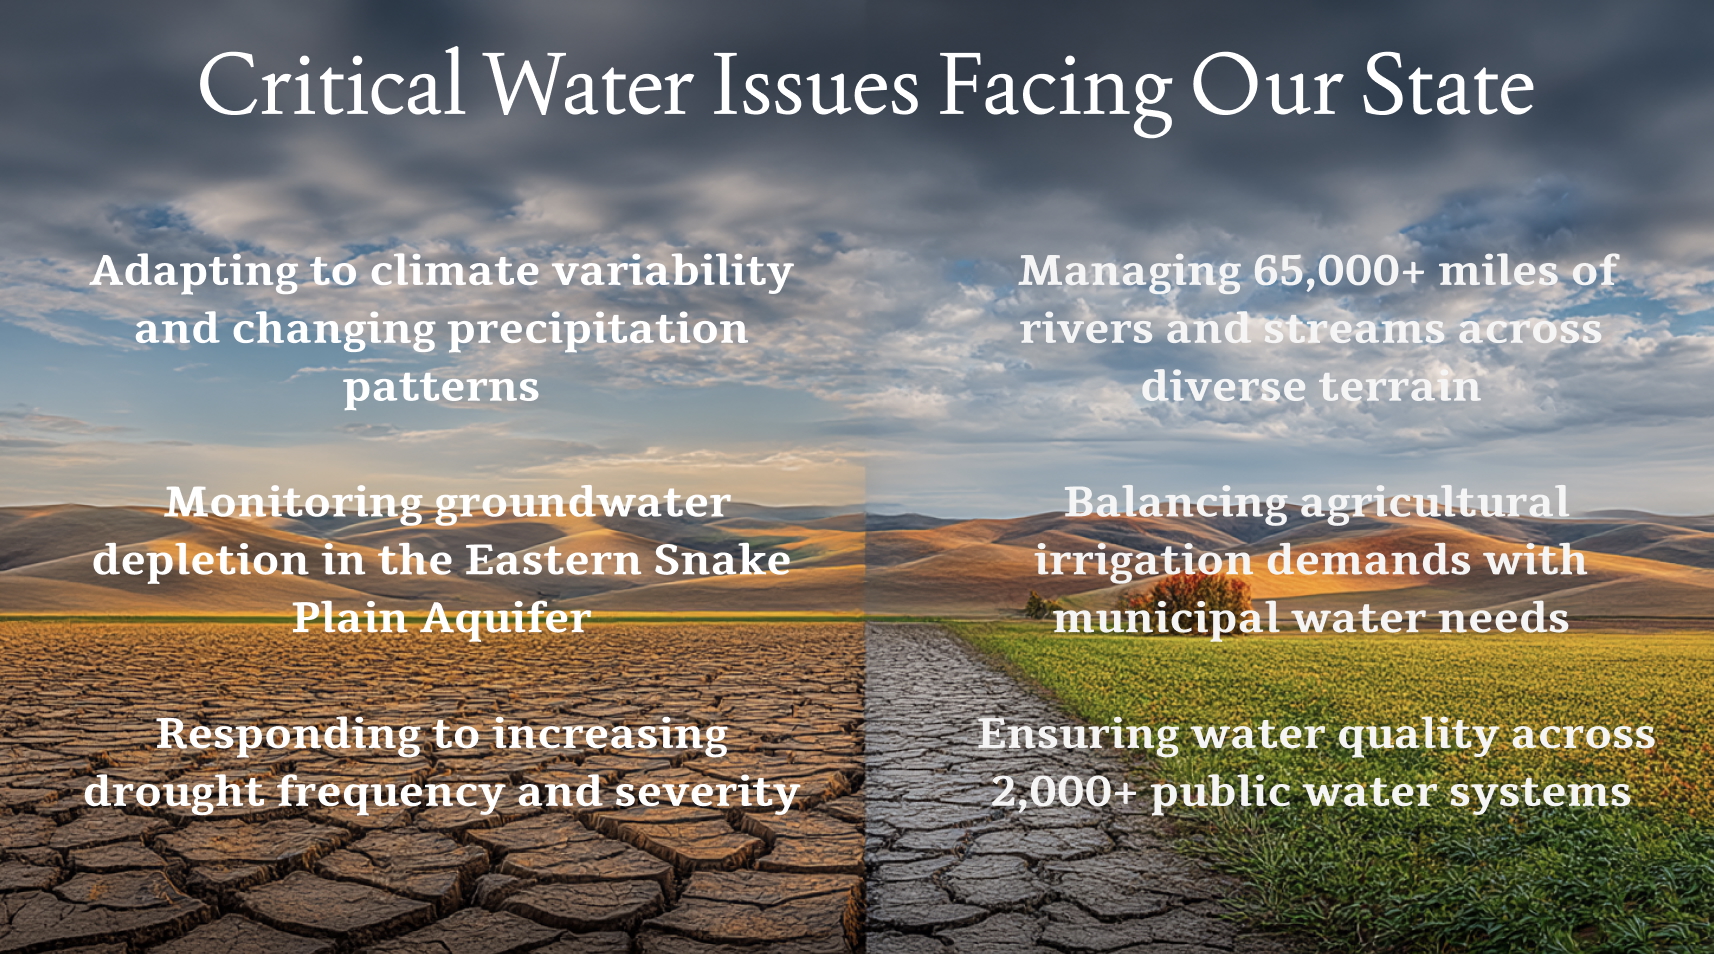 Critical Water Issues Facing Our State
Adapting to climate variability
and changing precipitation
patterns
Monitoring groundwater
depletion in the Eastern Snake
Plain Aquifer
Responding to increasing
drought frequency and severity
Managing 65,000+ miles of
rivers and streams across
diverse terrain
Balancing agricultural
irrigation demands with
municipal water needs
Ensuring water quality across
2,000+ public water systems